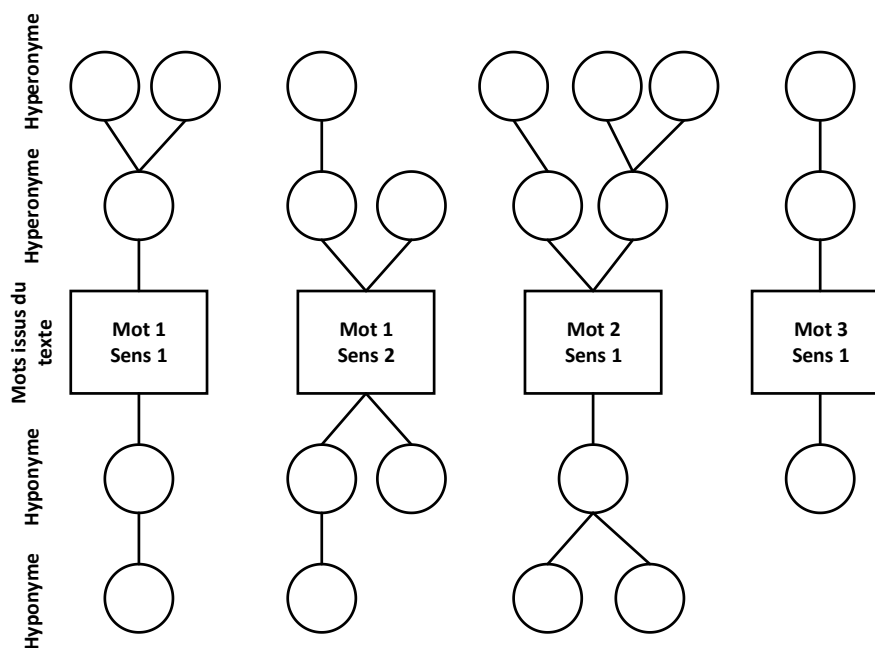 Hyperonyme
Hyperonyme
Mots issus du
texte
Mot 1
Sens 1
Mot 1
Sens 2
Mot 2
Sens 1
Mot 3
Sens 1
Hyponyme
Hyponyme